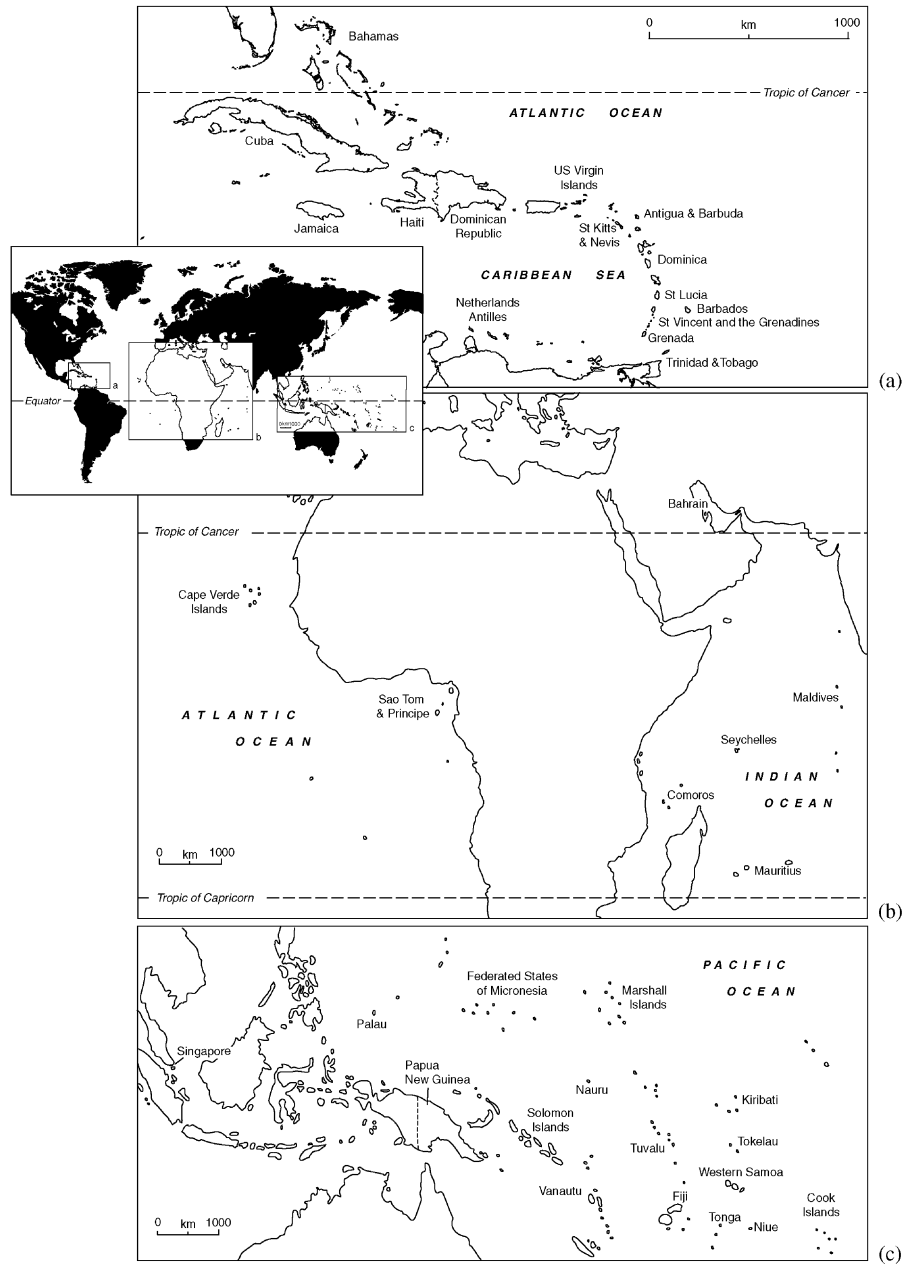 Bahamas
0 km 1000
Tropic of Cancer
ATLANTIC OCEAN
Cuba
US Virgin
Islands
Jamaica
Haiti
Dominican
Republic
St Kitts
& Nevis
Antigua & Barbuda
Dominica
CARIBBEAN SEA
Netherlands
Antilles
St Lucia
Barbados
St Vincent and the Grenadines
Grenada
Trinidad & Tobago
(a)
a
Equator
b
0 km 1000
c
Tropic of Cancer
Bahrain
Cape Verde
Islands
Sao Tom
& Principe
Maldives
ATLANTIC
OCEAN
Seychelles
INDIAN
OCEAN
Comoros
0 km 1000
Mauritius
Tropic of Capricorn
(b)
PACIFIC
OCEAN
Federated States
of Micronesia
Marshall
Islands
Palau
Singapore
Papua
New Guinea
Nauru
Kiribati
Solomon
Islands
Tuvalu
Tokelau
Western Samoa
Vanautu
Fiji
Cook
Islands
Tonga
Niue
0 km 1000
(c)